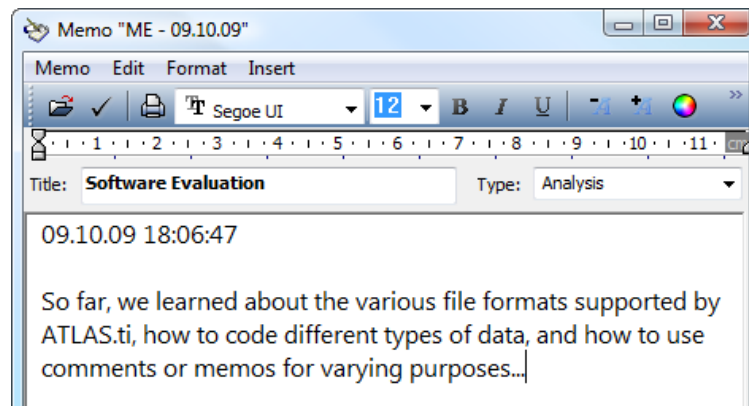 Memo "ME - 09.10.09"
Memo Edit Format Insert
Segoe UI 12 B I U
1 2 3 4 5 6 7 8 9 10 11 cm
Title: Software Evaluation Type: Analysis
09.10.09 18:06:47
So far, we learned about the various file formats supported by
ATLAS.ti, how to code different types of data, and how to use
comments or memos for varying purposes...